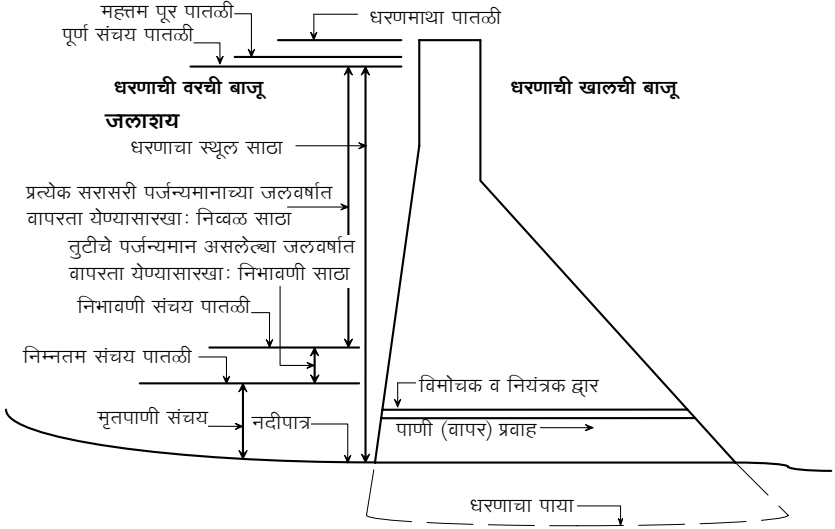 महत्तम पूर पातळी
धरणमाथा पातळी
पूर्ण संचय पातळी
धरणाची वरची बाजू
धरणाची खालची बाजू
जलाशय
धरणाचा स्थूल साठा
प्रत्येक सरासरी पर्जन्यमानाच्या जलवर्षात
वापरता येण्यासारखा: निव्वळ साठा
तुटीचे पर्जन्यमान असलेल्या जलवर्षात
वापरता येण्यासारखा: निभावणी साठा
निभावणी संचय पातळी
निम्नतम संचय पातळी
विमोचक व नियंत्रक द्वार
मृतपाणी संचय
नदीपात्र
पाणी (वापर) प्रवाह
धरणाचा पाया